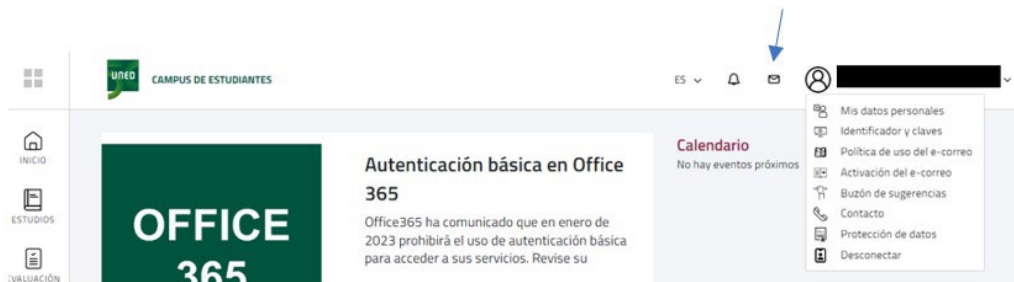 UNED
CAMPUS DE ESTUDIANTES
ES
INICIO
ESTUDIOS
EVALUACIÓN
OFFICE
365
Autenticación básica en Office
365
Office365 ha comunicado que en enero de
2023 prohibirá el uso de autenticación básica
para acceder a sus servicios. Revise su
Calendario
No hay eventos próximos
Mis datos personales
Identificador y claves
Política de uso del e-correo
Activación del e-correo
Buzón de sugerencias
Contacto
Protección de datos
Desconectar